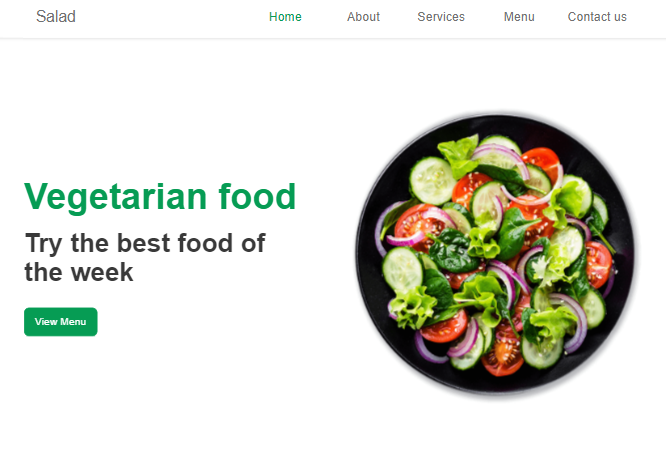 Salad
Home About Services Menu Contact us
Vegetarian food
Try the best food of
the week
View Menu